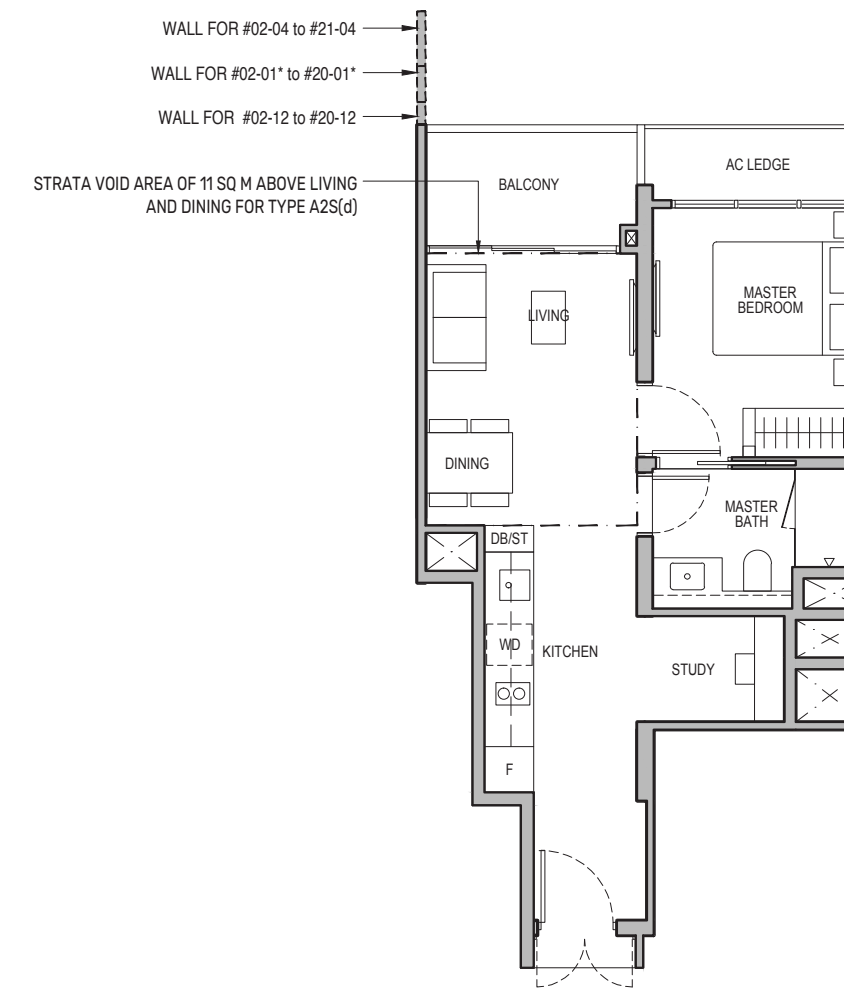 WALL FOR #02-04 to #21-04
WALL FOR #02-01* to #20-01*
WALL FOR #02-12 to #20-12
STRATA VOID AREA OF 11 SQ M ABOVE LIVING
AND DINING FOR TYPE A2S(d)
BALCONY
AC LEDGE
MASTER
BEDROOM
LIVING
DINING
MASTER
BATH
DB/ST
WD
KITCHEN
STUDY
F